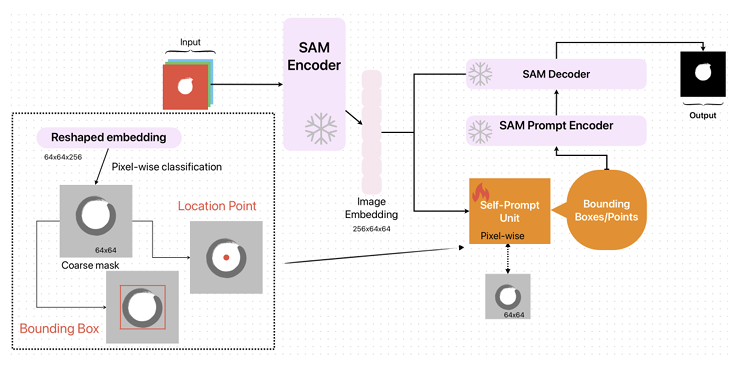 Input
SAM
Encoder
SAM Decoder
Output
SAM Prompt Encoder
Reshaped embedding
64x64x256
Pixel-wise classification
Location Point
64x64
Coarse mask
Bounding Box
Image
Embedding
256x64x64
Self-Prompt
Unit
Pixel-wise
Bounding
Boxes/Points
64x64